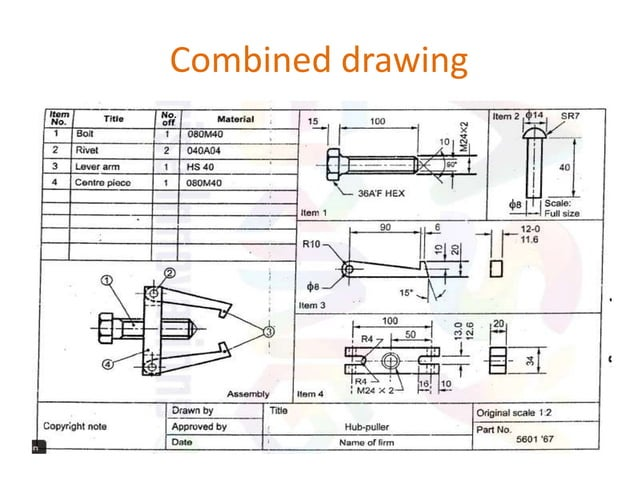 Combined drawing
Item No. Title No. off Material
1 Bolt 1 080M40
2 Rivet 2 040A04
3 Lever arm 1 HS 40
4 Centre piece 1 080M40
15 100 10 M24×2
90°
36A'F HEX
Item 1
Item 2 ϕ14 SR7
40
ϕ8 Scale:
Full size
90 6
R10 10 20
ϕ8
15°
Item 3
12-0
11.6
1 2
3
4
Assembly
100
R4 50
13.0
12.6
20
34
R4
M24 × 2 16 10
Item 4
Copyright note
Drawn by
Approved by
Date
Title
Hub-puller
Name of firm
Original scale 1:2
Part No.
5601 '67